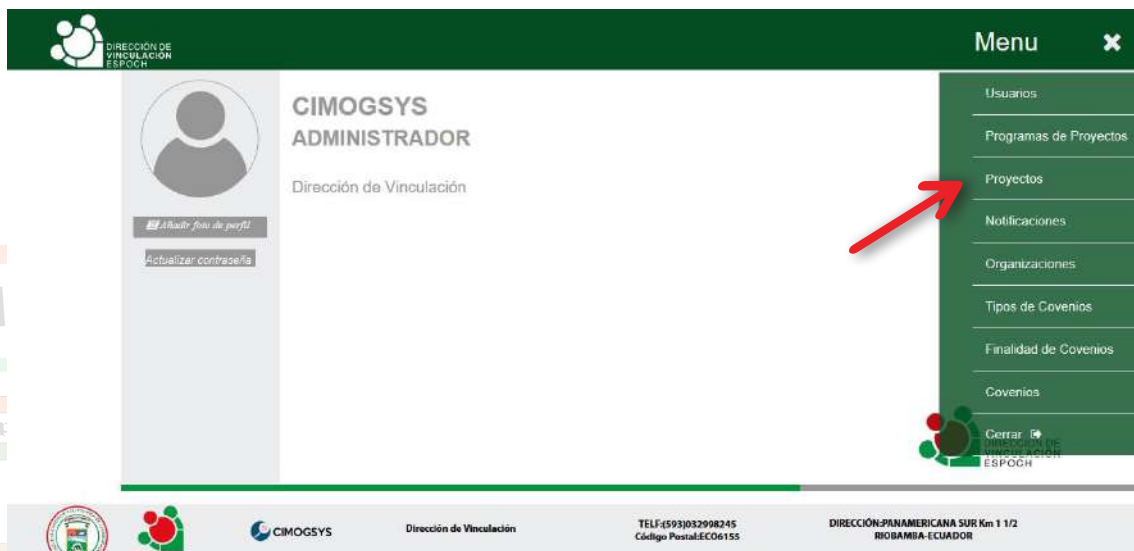 DIRECCIÓN DE
VINCULACIÓN
ESPOCH
Menu
CIMOGSYS
ADMINISTRADOR
Dirección de Vinculación
Añadir foto de perfil
Actualizar contraseña
Usuarios
Programas de Proyectos
Proyectos
Notificaciones
Organizaciones
Tipos de Covenios
Finalidad de Covenios
Covenios
Cerrar
DIRECCIÓN DE
VINCULACIÓN
ESPOCH
CIMOGSYS
Dirección de Vinculación
TELF:(593)032998245
Código Postal:EC06155
DIRECCIÓN:PANAMERICANA SUR Km 1 1/2
RIOBAMBA-ECUADOR